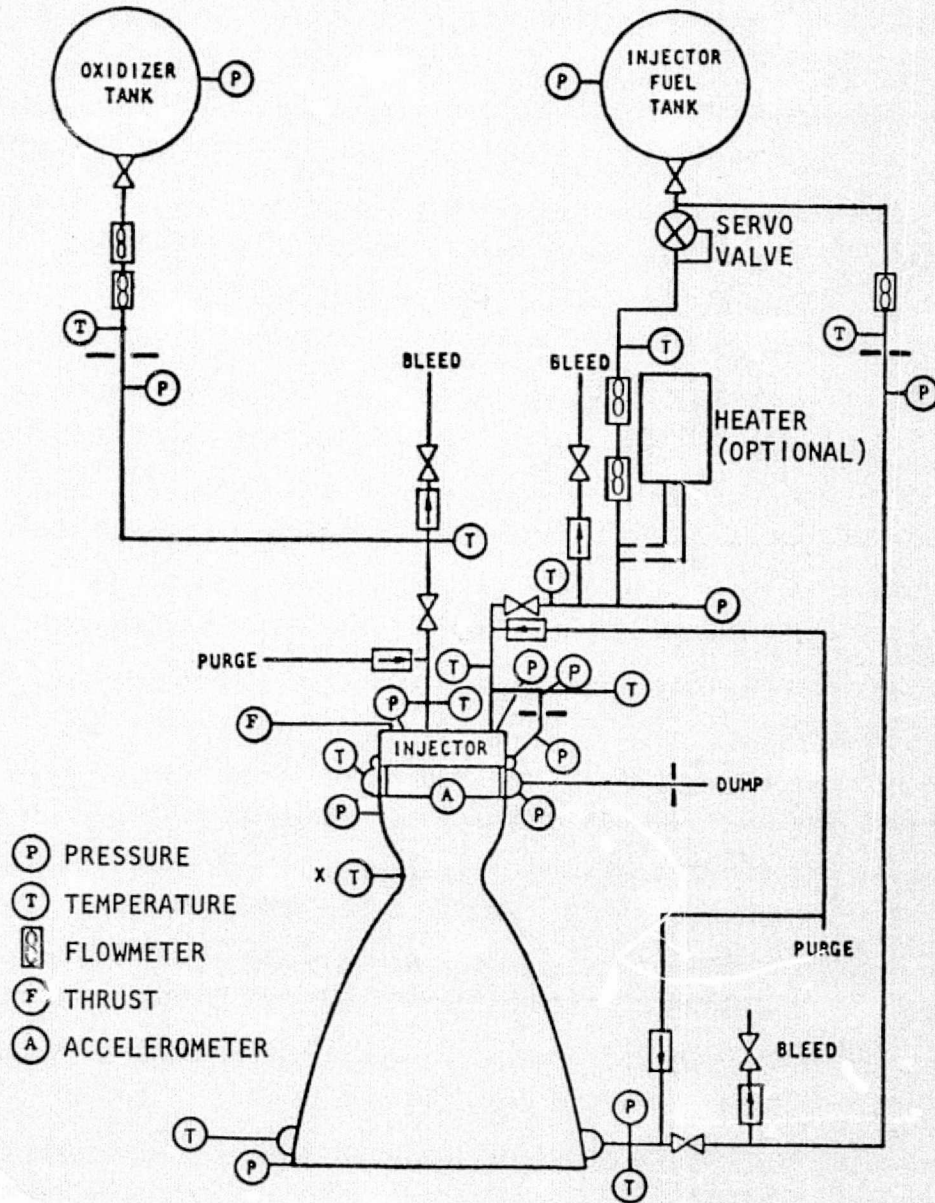 OXIDIZER
TANK
P
P
INJECTOR
FUEL
TANK
SERVO
VALVE
T
T
T
P
P
BLEED
BLEED
HEATER
(OPTIONAL)
T
T
P
PURGE
T
P
P
T
P
T
F
INJECTOR
P
T
A
DUMP
P
P
X T
P PRESSURE
T TEMPERATURE
FLOWMETER
F THRUST
A ACCELEROMETER
PURGE
BLEED
P
T
P
T